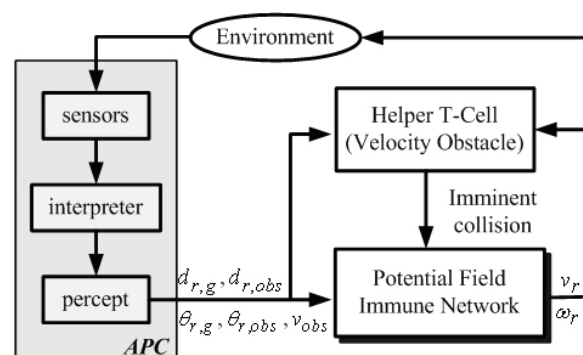 Environment
sensors
Helper T-Cell
(Velocity Obstacle)
interpreter
Imminent
collision
percept
d_{r,g}, d_{r,obs}
θ_{r,g}, θ_{r,obs}, v_{obs}
Potential Field
Immune Network
v_r
ω_r
APC